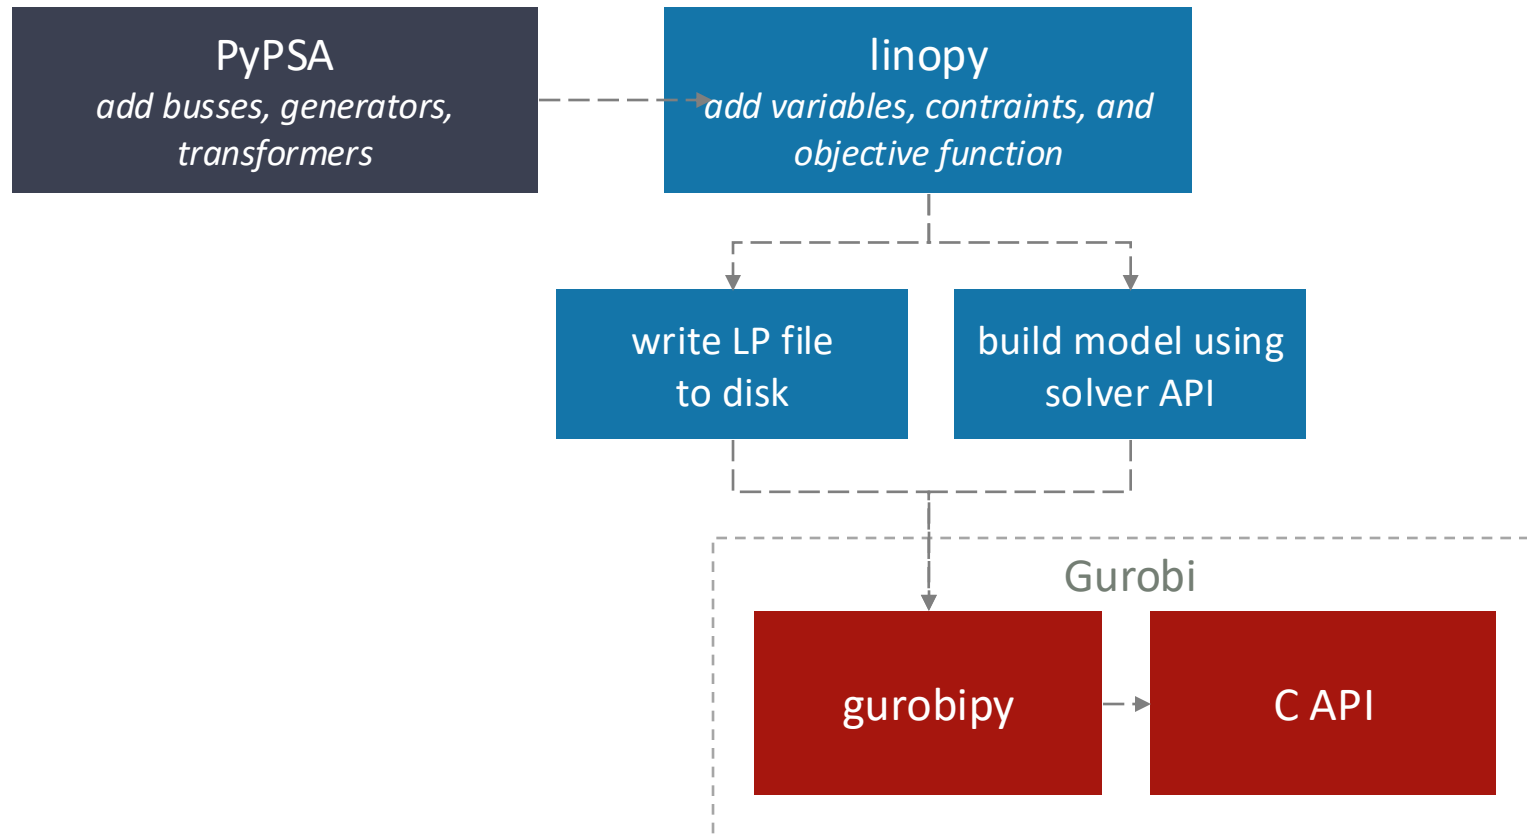 PyPSA
add busses, generators,
transformers
linopy
add variables, contraints, and
objective function
write LP file
to disk
build model using
solver API
Gurobi
gurobipy
C API